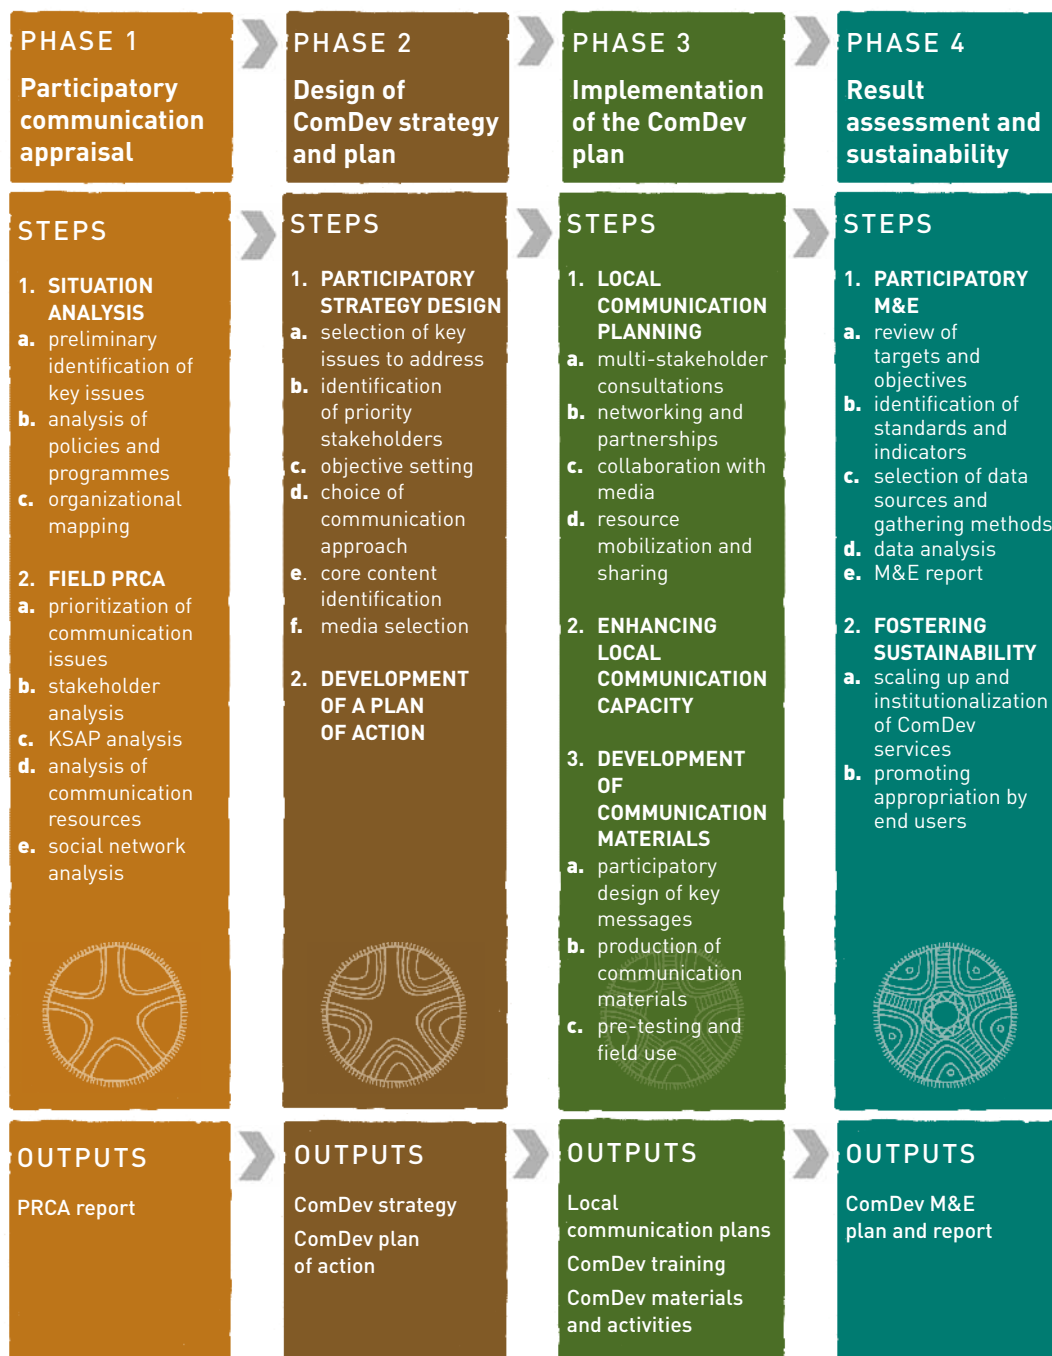 PHASE 1
Participatory
communication
appraisal
PHASE 2
Design of
ComDev strategy
and plan
PHASE 3
Implementation
of the ComDev
plan
PHASE 4
Result
assessment and
sustainability
STEPS
1. SITUATION
ANALYSIS
a. preliminary
identification of
key issues
b. analysis of
policies and
programmes
c. organizational
mapping
2. FIELD PRCA
a. prioritization of
communication
issues
b. stakeholder
analysis
c. KSAP analysis
d. analysis of
communication
resources
e. social network
analysis
STEPS
1. PARTICIPATORY
STRATEGY DESIGN
a. selection of key
issues to address
b. identification
of priority
stakeholders
c. objective setting
d. choice of
communication
approach
e. core content
identification
f. media selection
2. DEVELOPMENT
OF A PLAN
OF ACTION
STEPS
1. LOCAL
COMMUNICATION
PLANNING
a. multi-stakeholder
consultations
b. networking and
partnerships
c. collaboration with
media
d. resource
mobilization and
sharing
2. ENHANCING
LOCAL
COMMUNICATION
CAPACITY
3. DEVELOPMENT
OF
COMMUNICATION
MATERIALS
a. participatory
design of key
messages
b. production of
communication
materials
c. pre-testing and
field use
STEPS
1. PARTICIPATORY
M&E
a. review of
targets and
objectives
b. identification of
standards and
indicators
c. selection of data
sources and
gathering methods
d. data analysis
e. M&E report
2. FOSTERING
SUSTAINABILITY
a. scaling up and
institutionalization
of ComDev
services
b. promoting
appropriation by
end users
OUTPUTS
PRCA report
OUTPUTS
ComDev strategy
ComDev plan
of action
OUTPUTS
Local
communication plans
ComDev training
ComDev materials
and activities
OUTPUTS
ComDev M&E
plan and report